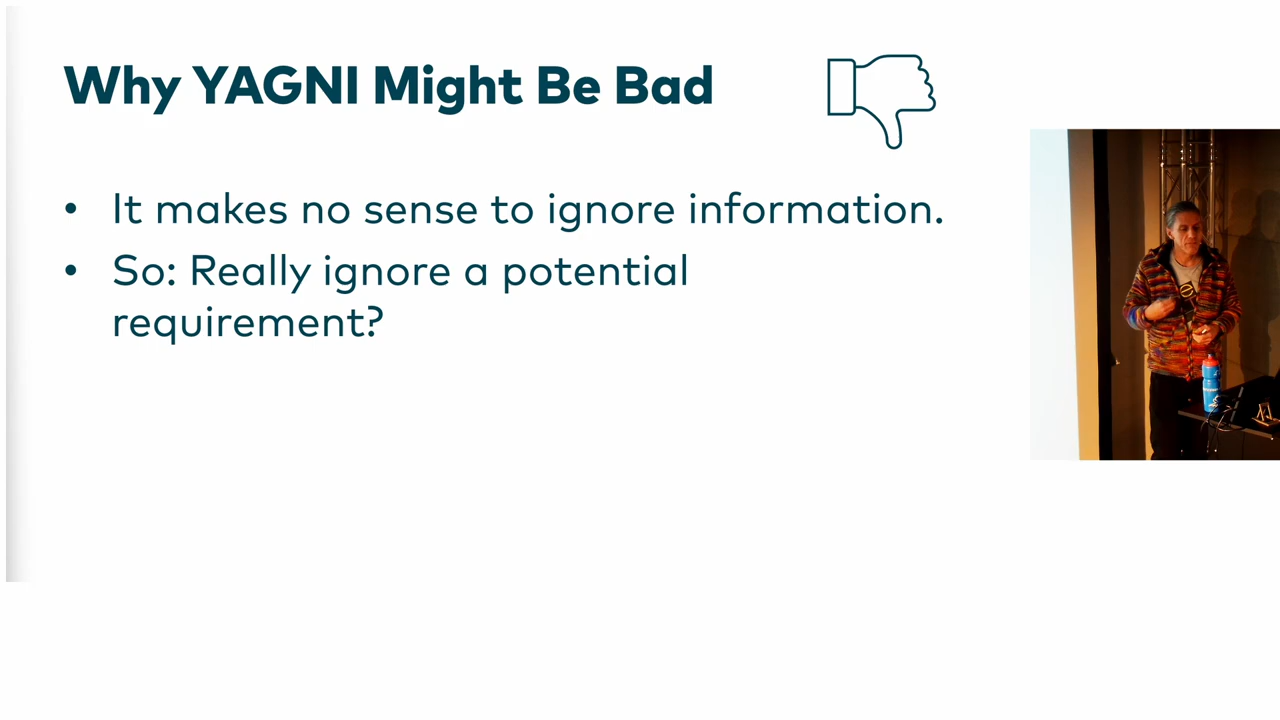 Why YAGNI Might Be Bad
• It makes no sense to ignore information.
• So: Really ignore a potential
requirement?